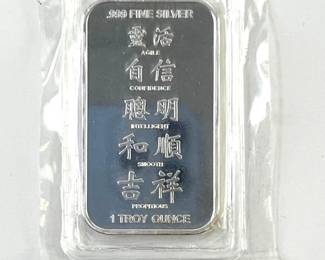 .999 FINE SILVER
靈活
AGILE
自信
CONFIDENCE
聰明
INTELLIGENT
和順
SMOOTH
吉祥
PROPITIOUS
1 TROY OUNCE